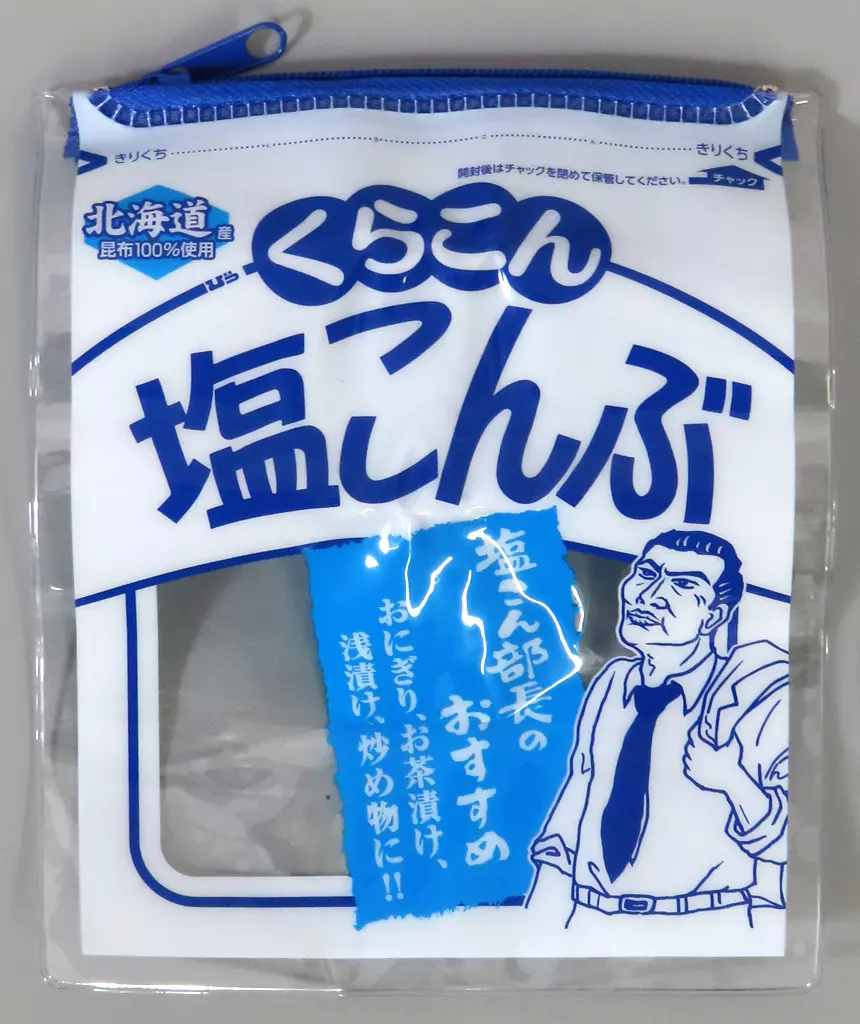 きりくち
きりくち
開封後はチャックを閉めて保管してください。
チャック
北海道産
昆布100%使用
くらこん
塩こんぶ
塩こん部長の
おすすめ
おにぎり、お茶漬け、
浅漬け、炒め物に!!